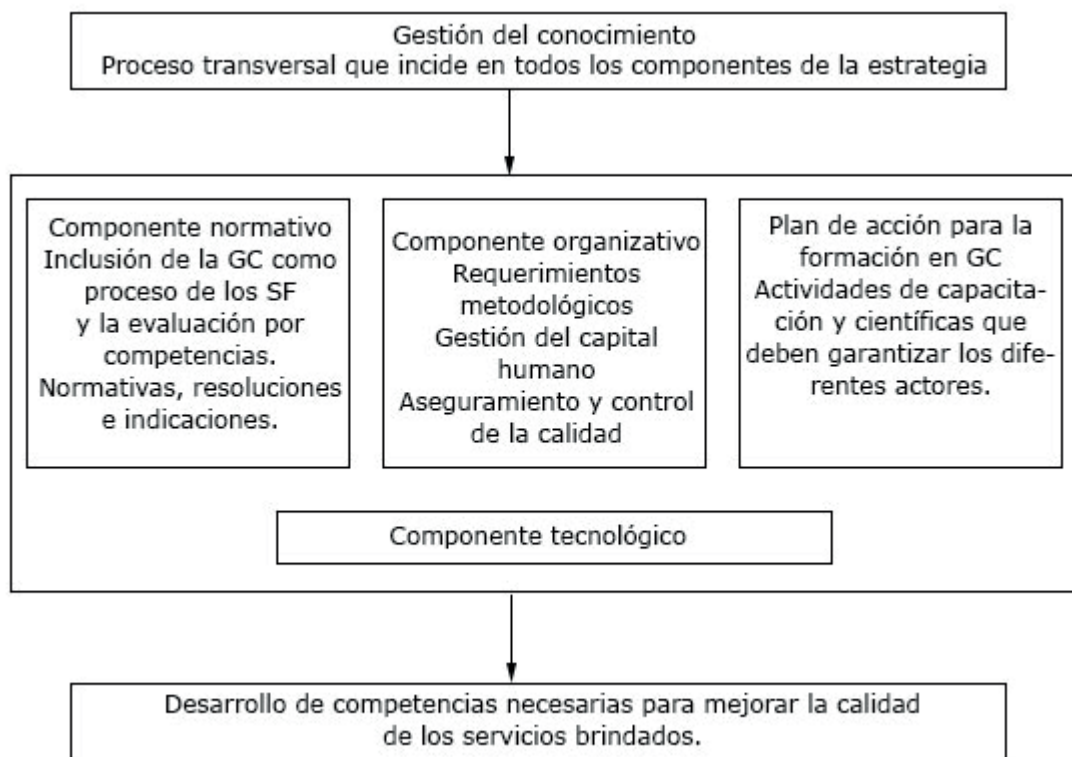 Gestión del conocimiento
Proceso transversal que incide en todos los componentes de la estrategia
Componente normativo
Inclusión de la GC como
proceso de los SF
y la evaluación por
competencias.
Normativas, resoluciones
e indicaciones.
Componente organizativo
Requerimientos
metodológicos
Gestión del capital
humano
Aseguramiento y control
de la calidad
Plan de acción para la
formación en GC
Actividades de capacita-
ción y científicas que
deben garantizar los dife-
rentes actores.
Componente tecnológico
Desarrollo de competencias necesarias para mejorar la calidad
de los servicios brindados.